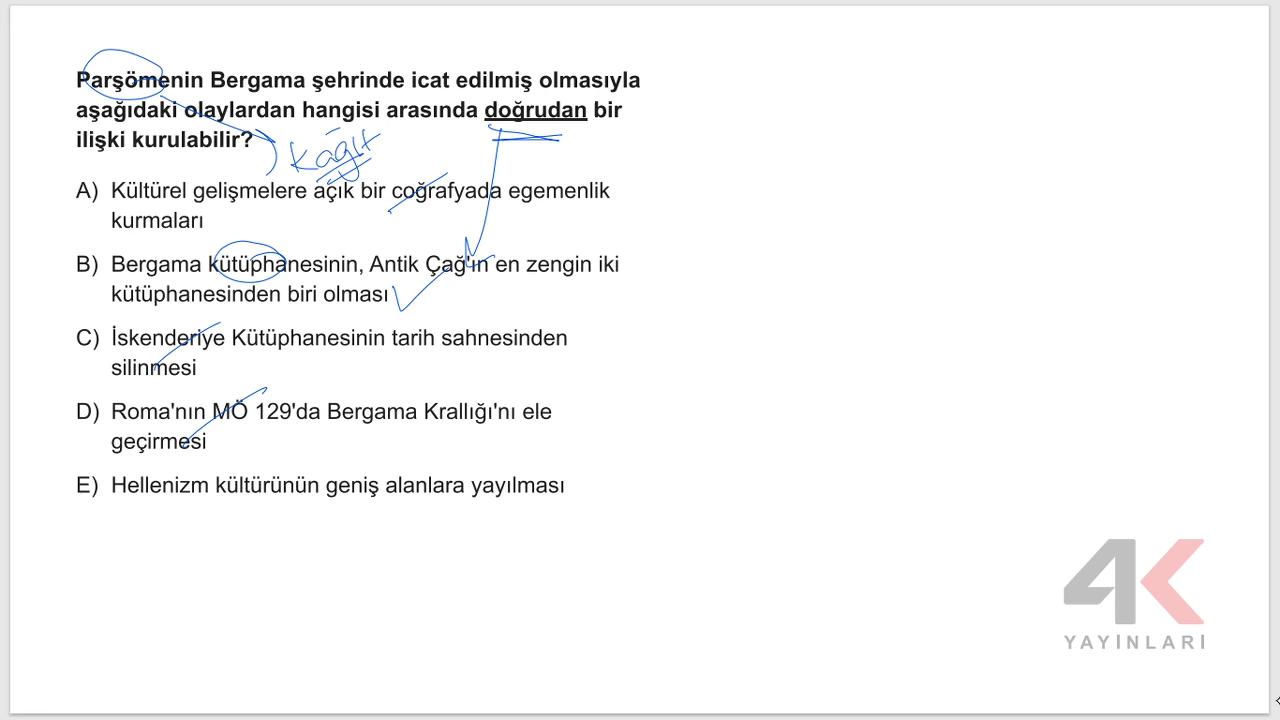 Parşömenin Bergama şehrinde icat edilmiş olmasıyla
aşağıdaki olaylardan hangisi arasında doğrudan bir
ilişki kurulabilir?
Kağıt
A) Kültürel gelişmelere açık bir coğrafyada egemenlik
kurmaları
B) Bergama kütüphanesinin, Antik Çağ'ın en zengin iki
kütüphanesinden biri olması
C) İskenderiye Kütüphanesinin tarih sahnesinden
silinmesi
D) Roma'nın MÖ 129'da Bergama Krallığı'nı ele
geçirmesi
E) Hellenizm kültürünün geniş alanlara yayılması
4K
YAYINLARI